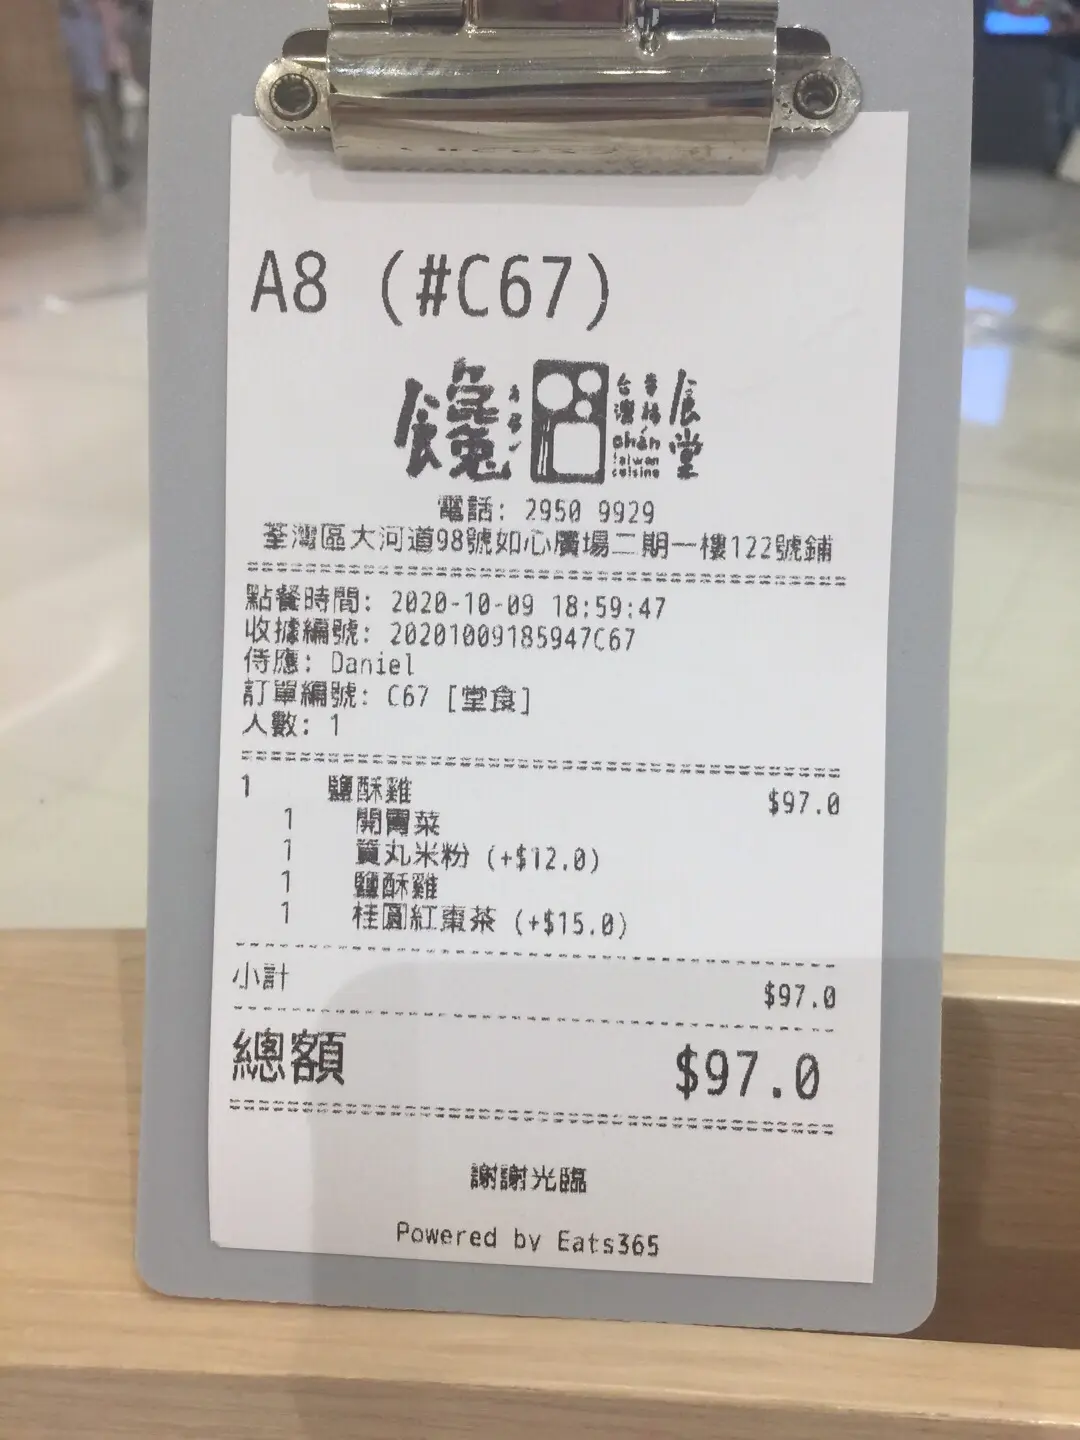 A8 (#C67)
饞
台灣
食堂
chán
taiwan
cuisine
電話: 2950 9929
荃灣區大河道98號如心廣場二期一樓122號鋪
點餐時間: 2020-10-09 18:59:47
收據編號: 20201009185947C67
侍應: Daniel
訂單編號: C67 [堂食]
人數: 1
1 鹽酥雞 $97.0
1 開胃菜
1 貢丸米粉 (+$12.0)
1 鹽酥雞
1 桂圓紅棗茶 (+$15.0)
小計 $97.0
總額 $97.0
謝謝光臨
Powered by Eats365